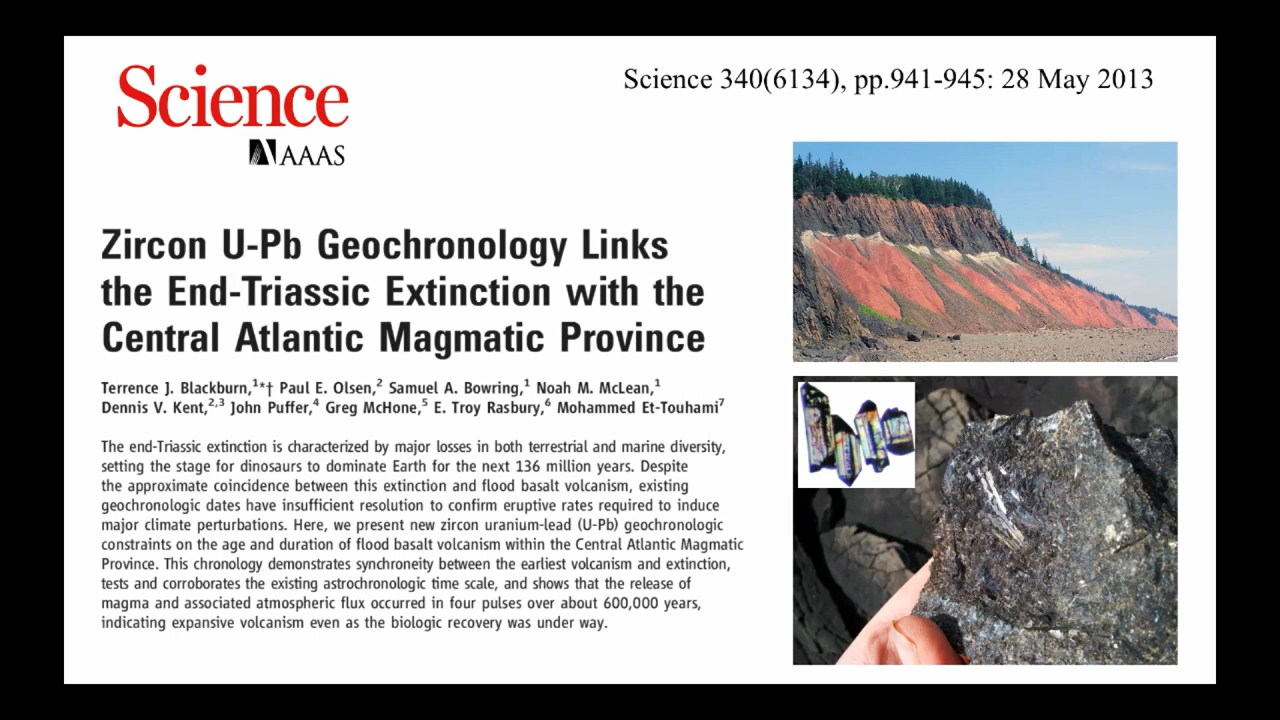 Science
AAAS
Science 340(6134), pp.941-945: 28 May 2013
Zircon U-Pb Geochronology Links
the End-Triassic Extinction with the
Central Atlantic Magmatic Province
Terrence J. Blackburn,¹*† Paul E. Olsen,² Samuel A. Bowring,¹ Noah M. McLean,¹
Dennis V. Kent,²,³ John Puffer,⁴ Greg McHone,⁵ E. Troy Rasbury,⁶ Mohammed Et-Touhami⁷
The end-Triassic extinction is characterized by major losses in both terrestrial and marine diversity,
setting the stage for dinosaurs to dominate Earth for the next 136 million years. Despite
the approximate coincidence between this extinction and flood basalt volcanism, existing
geochronologic dates have insufficient resolution to confirm eruptive rates required to induce
major climate perturbations. Here, we present new zircon uranium-lead (U-Pb) geochronologic
constraints on the age and duration of flood basalt volcanism within the Central Atlantic Magmatic
Province. This chronology demonstrates synchroneity between the earliest volcanism and extinction,
tests and corroborates the existing astrochronologic time scale, and shows that the release of
magma and associated atmospheric flux occurred in four pulses over about 600,000 years,
indicating expansive volcanism even as the biologic recovery was under way.